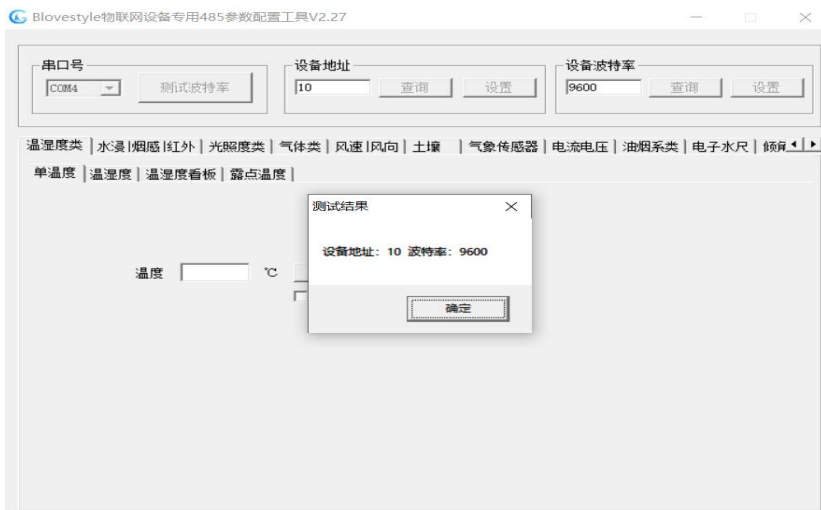 Blovestyle物联网设备专用485参数配置工具V2.27
串口号
设备地址
设备波特率
COM4
测试波特率
10
查询
设置
9600
查询
设置
温湿度类 水浸|烟感|红外 光照度类 气体类 风速|风向 土壤 气象传感器 电流电压 油烟系类 电子水尺
单温度 温湿度 温湿度看板 露点温度
测试结果
设备地址: 10 波特率: 9600
温度
℃
确定